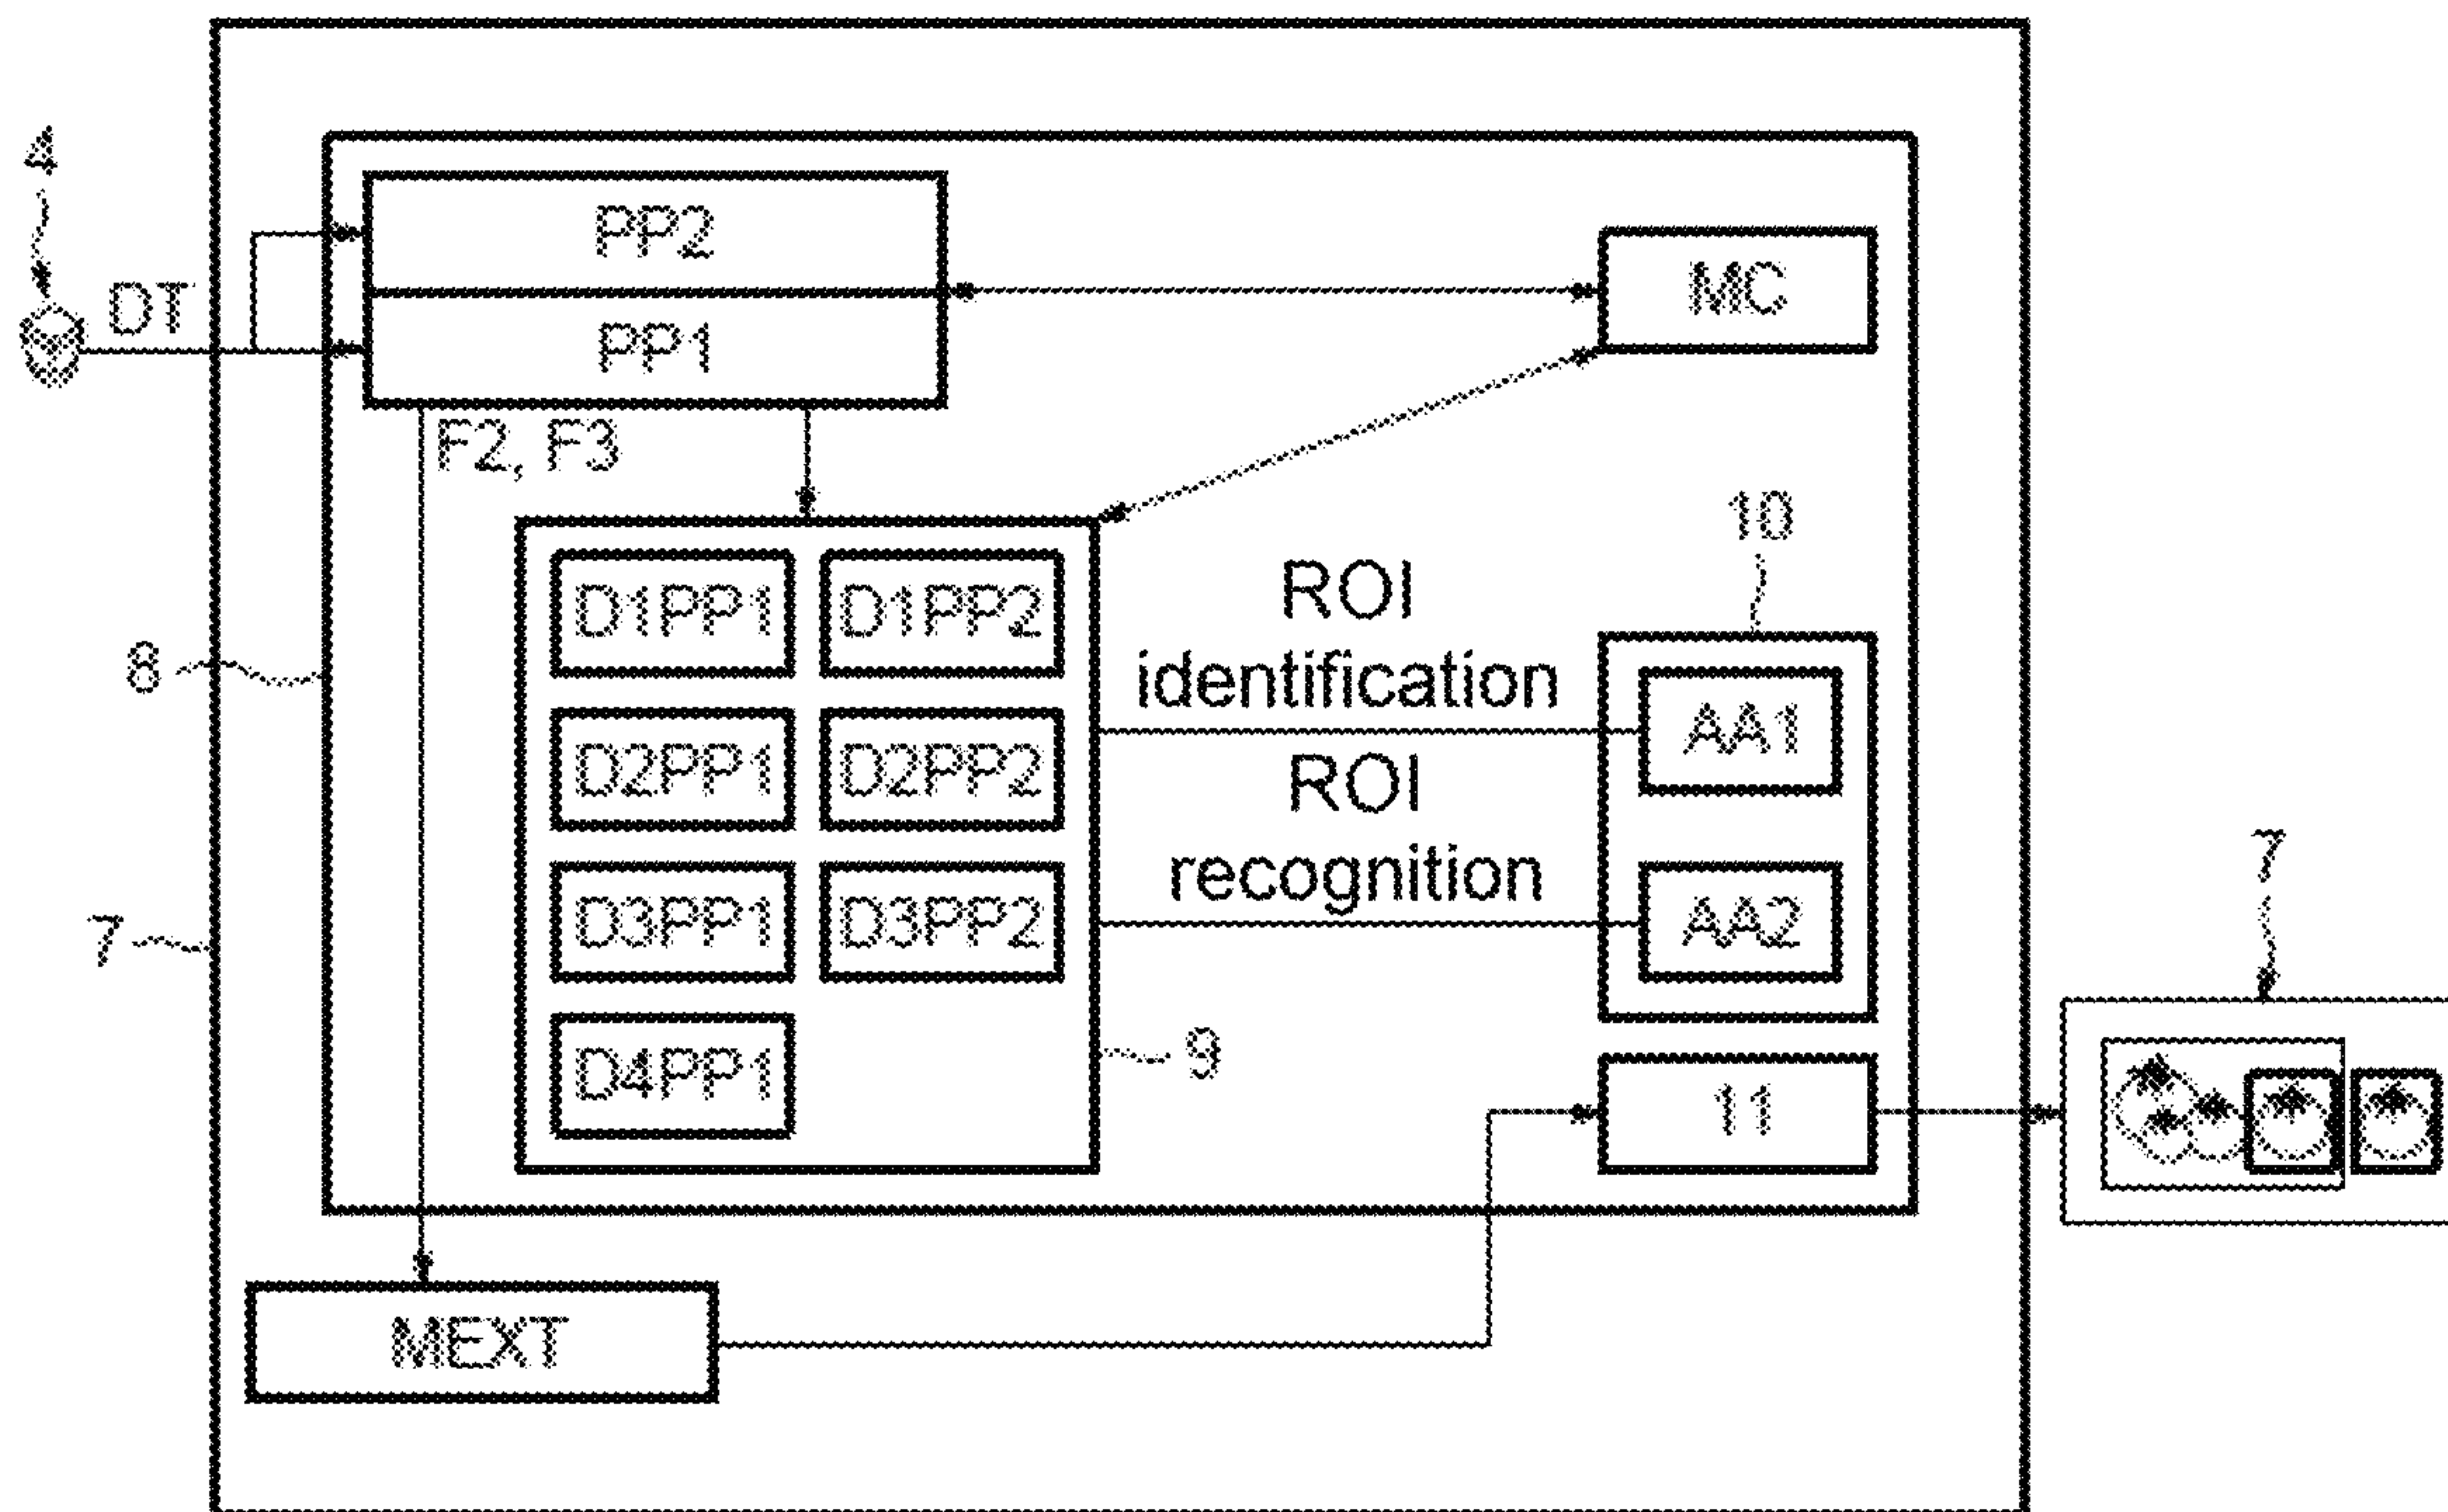 4
DT
PP2
PP1
MC
F2, F3
10
D1PP1
D1PP2
ROI
identification
8
AA1
D2PP1
D2PP2
ROI
recognition
7
D3PP1
D3PP2
AA2
7
D4PP1
9
11
MEXT